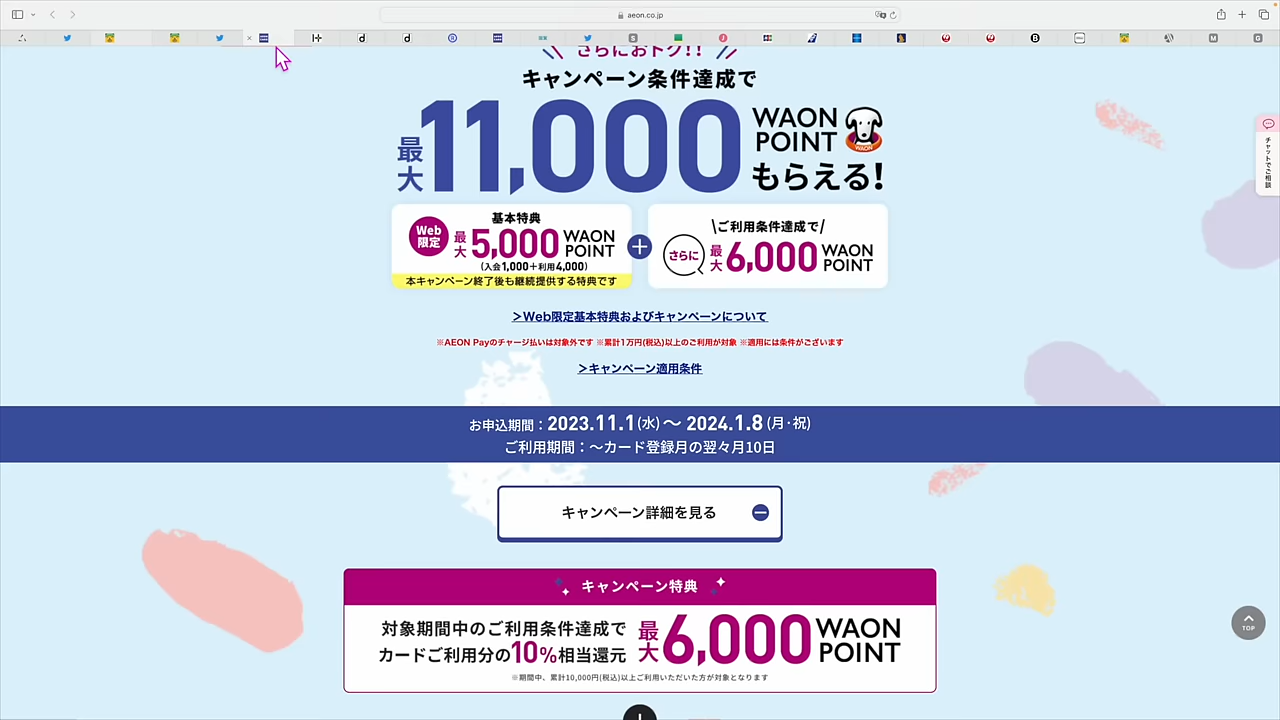 aeon.co.jp
さらにおトク!!
キャンペーン条件達成で
最大11,000 WAON POINT もらえる!
WAON
チャットでご相談
Web限定
基本特典
最大5,000 WAON POINT
(入会1,000+利用4,000)
本キャンペーン終了後も継続提供する特典です
+
\ご利用条件達成で/
さらに
最大6,000 WAON POINT
>Web限定基本特典およびキャンペーンについて
※AEON Payのチャージ払いは対象外です ※累計1万円(税込)以上のご利用が対象 ※適用には条件がございます
>キャンペーン適用条件
お申込期間:2023.11.1(水)~2024.1.8(月・祝)
ご利用期間:~カード登録月の翌々月10日
キャンペーン詳細を見る
キャンペーン特典
対象期間中のご利用条件達成で
カードご利用分の10%相当還元
最大6,000 WAON POINT
※期間中、累計10,000円(税込)以上ご利用いただいた方が対象となります
TOP